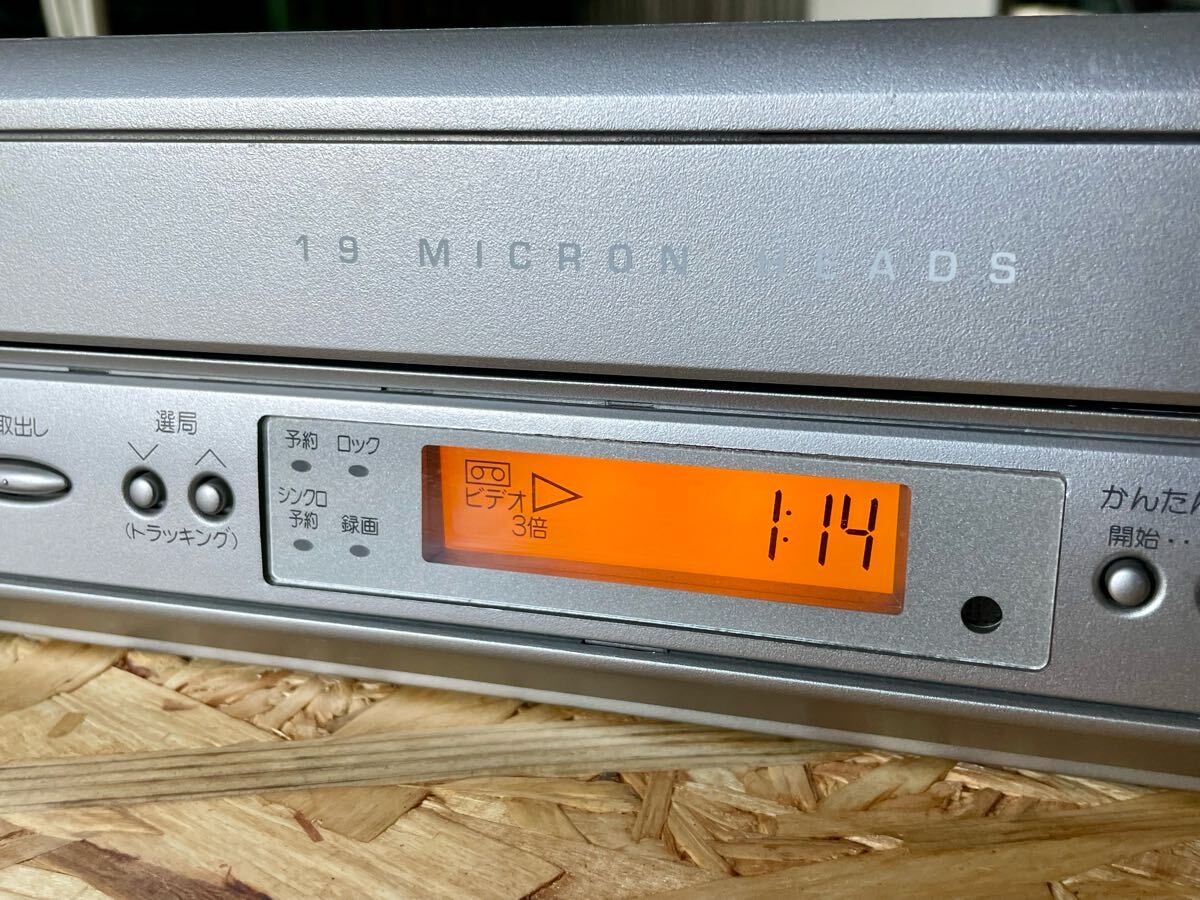 19 MICRON HEADS
取出し
選局
(トラッキング)
予約 ロック
シンクロ
予約 録画
ビデオ
3倍
1:14
かんたん
開始・・